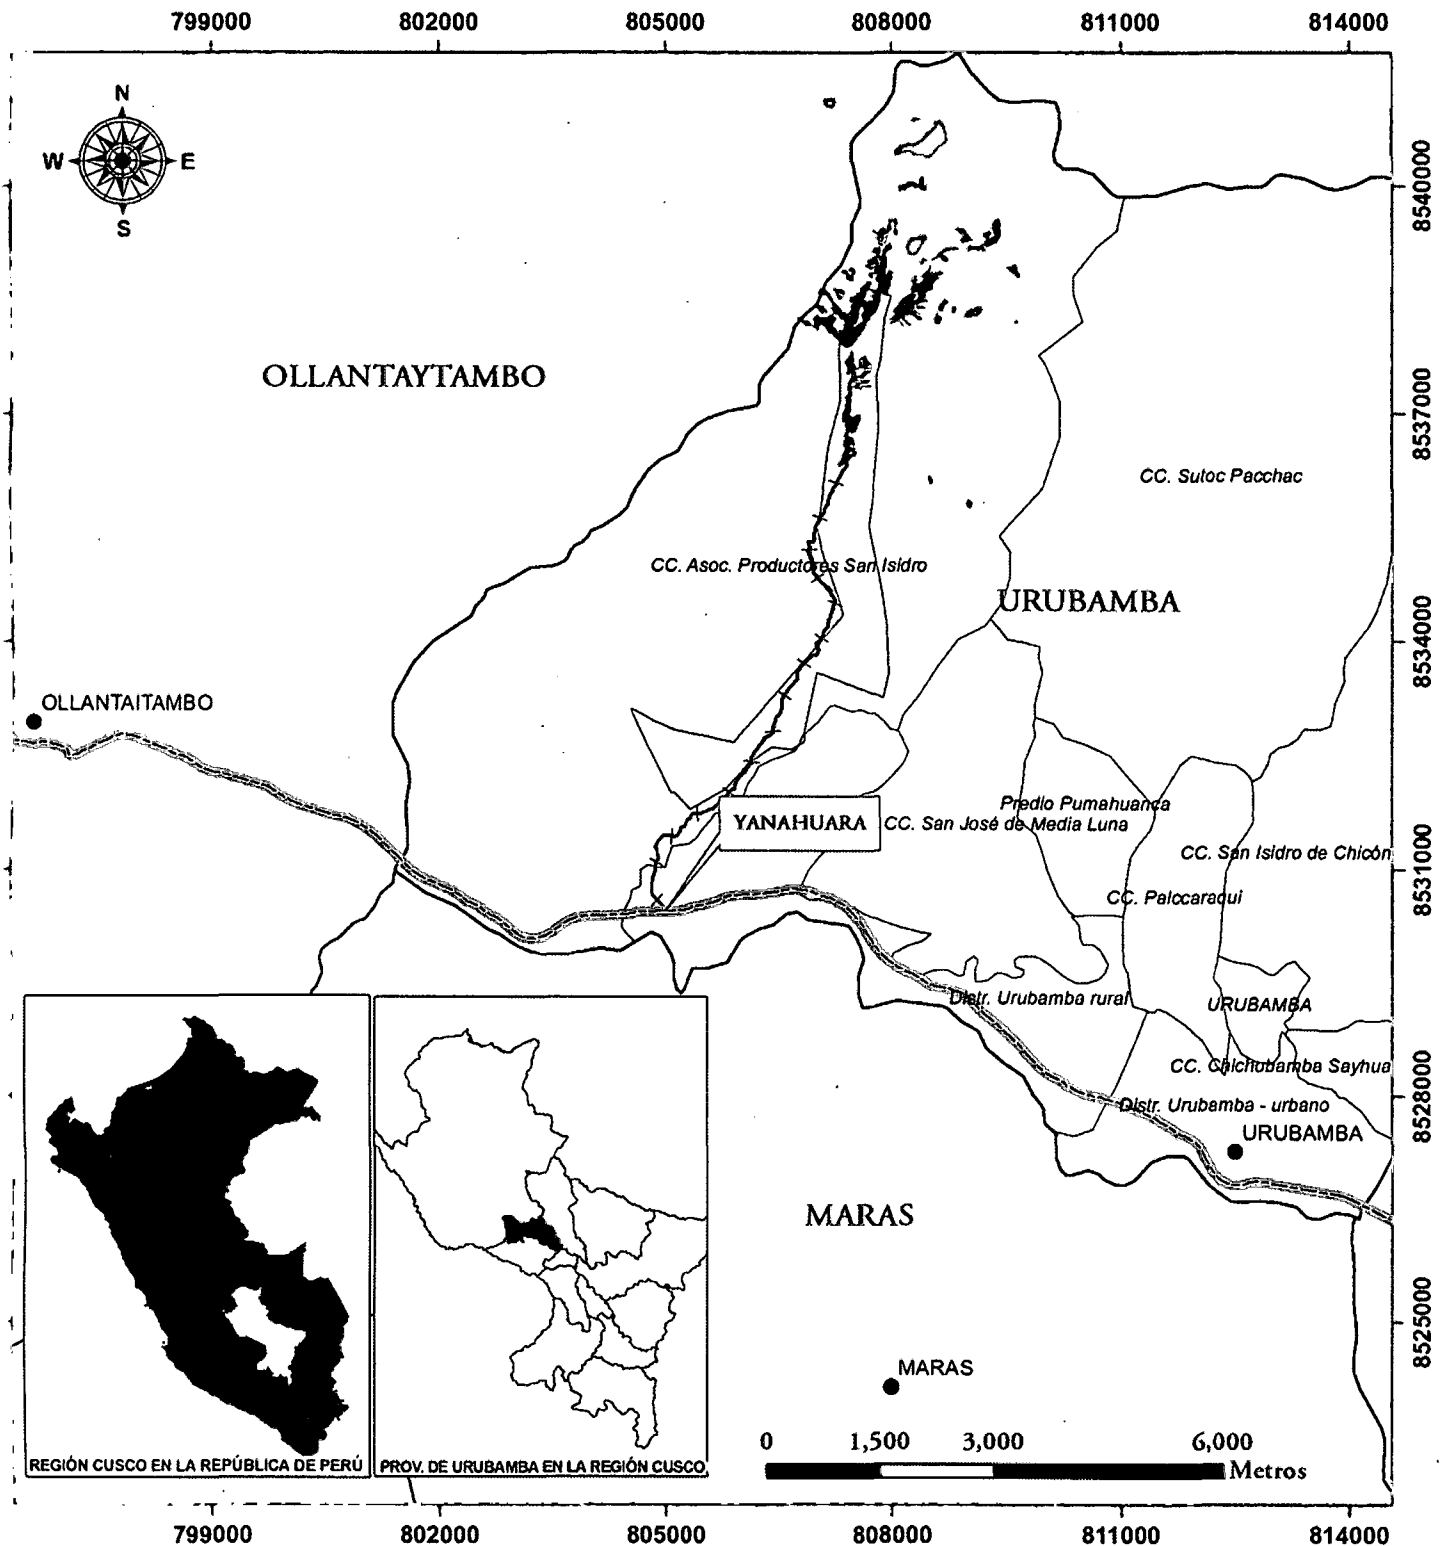 799000 802000 805000 808000 811000 814000
N
W E
S
8540000
OLLANTAYTAMBO
8537000
CC. Sutoc Pacchac
CC. Asoc. Productores San Isidro
URUBAMBA
8534000
OLLANTAITAMBO
Predio Pumahuanca
YANAHUARA
CC. San José de Media Luna
CC. San Isidro de Chicón
8531000
CC. Palccaraqui
Distr. Urubamba rural
URUBAMBA
CC. Chichubamba Sayhua
8528000
Distr. Urubamba - urbano
URUBAMBA
MARAS
8525000
MARAS
0 1,500 3,000 6,000
Metros
REGIÓN CUSCO EN LA REPÚBLICA DE PERÚ
PROV. DE URUBAMBA EN LA REGIÓN CUSCO
799000 802000 805000 808000 811000 814000